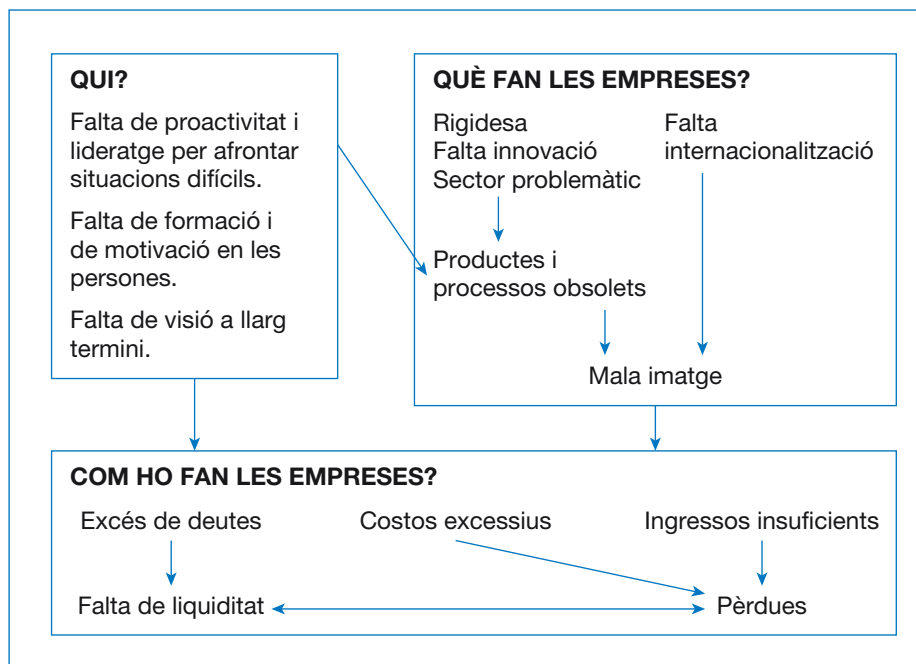 QUI?
Falta de proactivitat i
lideratge per afrontar
situacions difícils.
Falta de formació i
de motivació en les
persones.
Falta de visió a llarg
termini.
QUÈ FAN LES EMPRESES?
Rigidesa
Falta innovació
Sector problemàtic
Falta
internacionalització
Productes i
processos obsolets
Mala imatge
COM HO FAN LES EMPRESES?
Excés de deutes
Costos excessius
Ingressos insuficients
Falta de liquiditat
Pèrdues